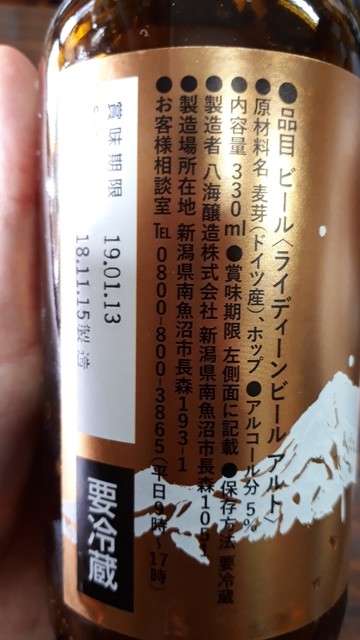 ●品目 ビール〈ライディーンビール アルト〉
●原材料名 麦芽（ドイツ産）、ホップ ●アルコール分 5%
●内容量 330ml ●賞味期限 左側面に記載 ●保存方法 要冷蔵
●製造者 八海醸造株式会社 新潟県南魚沼市長森1051
●製造場所在地 新潟県南魚沼市長森193-1
●お客様相談室 TEL 0800-800-3865（平日9時〜17時）
賞味期限 19.01.13
18.11.15製造
要冷蔵